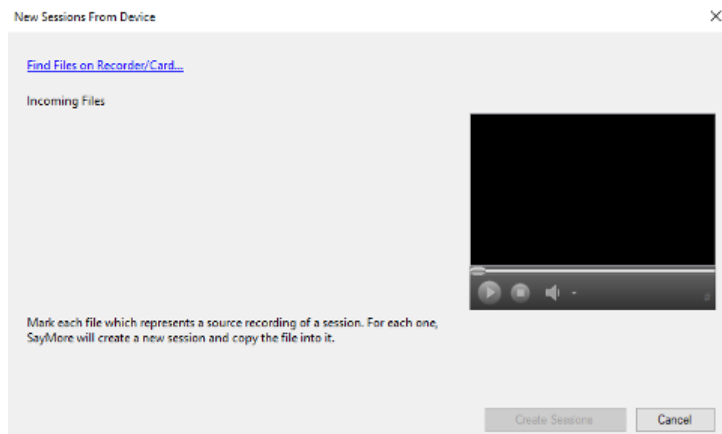 New Sessions From Device
Find Files on Recorder/Card...
Incoming Files
Mark each file which represents a source recording of a session. For each one,
SayMore will create a new session and copy the file into it.
Create Sessions
Cancel